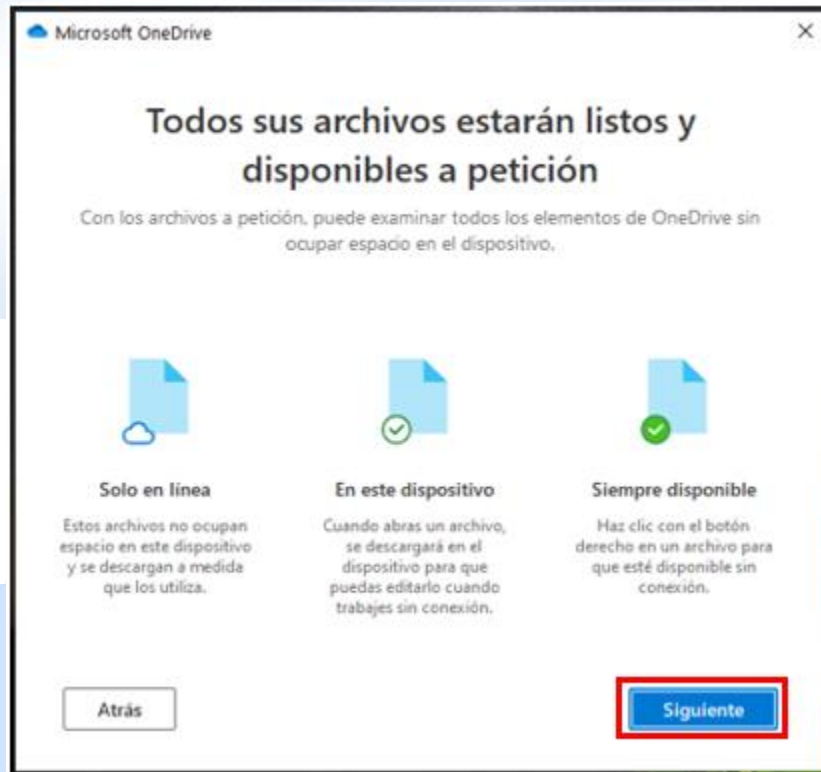 Microsoft OneDrive
Todos sus archivos estarán listos y
disponibles a petición
Con los archivos a petición, puede examinar todos los elementos de OneDrive sin
ocupar espacio en el dispositivo.
Solo en línea
Estos archivos no ocupan
espacio en este dispositivo
y se descargan a medida
que los utiliza.
En este dispositivo
Cuando abras un archivo,
se descargará en el
dispositivo para que
puedas editarlo cuando
trabajes sin conexión.
Siempre disponible
Haz clic con el botón
derecho en un archivo para
que esté disponible sin
conexión.
Atrás
Siguiente